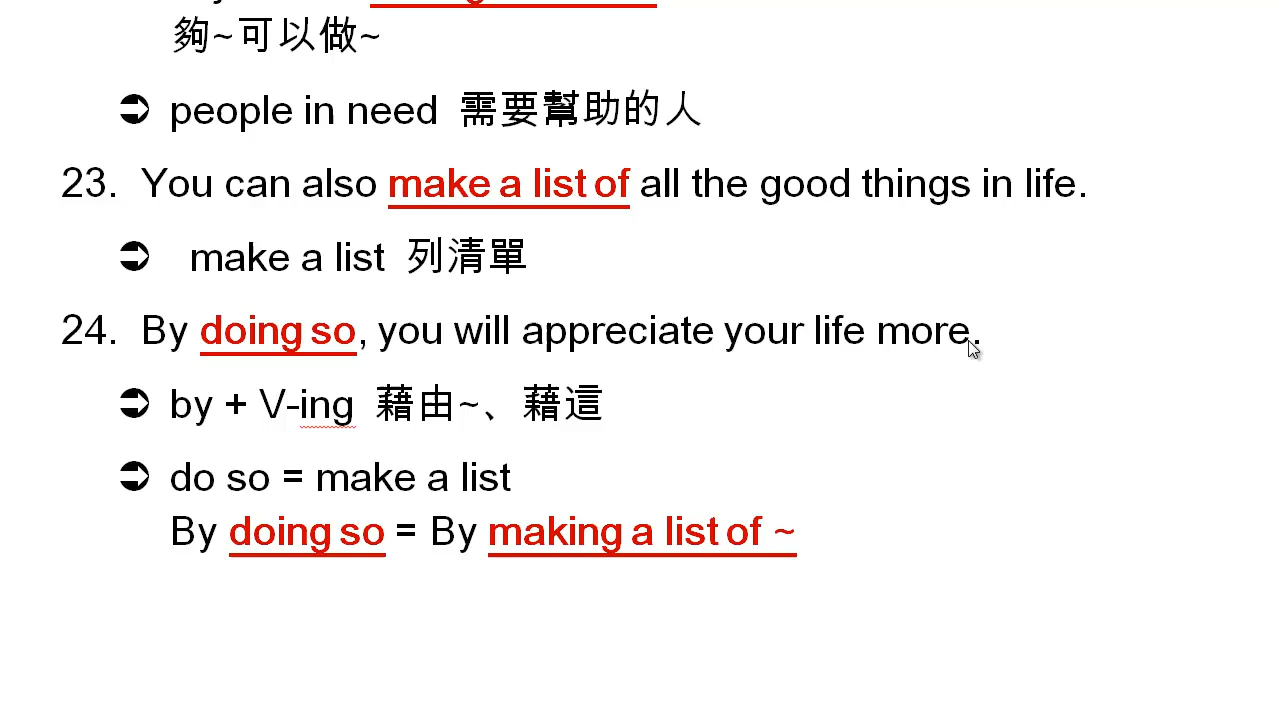 夠~可以做~
➲ people in need 需要幫助的人
23. You can also make a list of all the good things in life.
➲ make a list 列清單
24. By doing so, you will appreciate your life more.
➲ by + V-ing 藉由~、藉這
➲ do so = make a list
By doing so = By making a list of ~